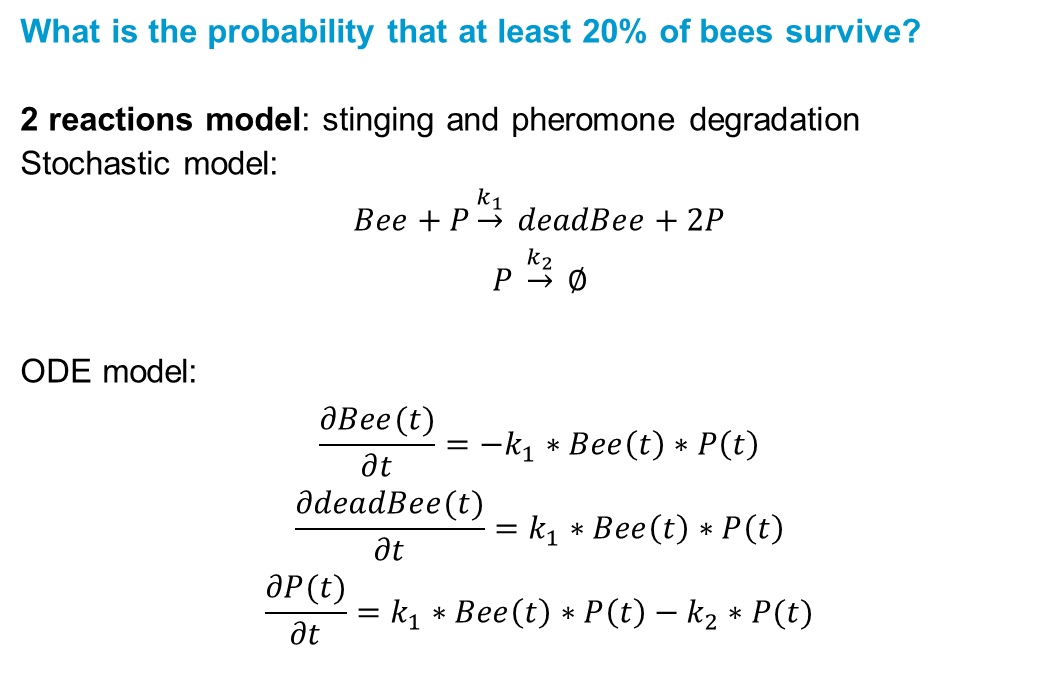 What is the probability that at least 20% of bees survive?
2 reactions model: stinging and pheromone degradation
Stochastic model:
Bee + P →^{k₁} deadBee + 2P
P →^{k₂} ∅
ODE model:
∂Bee(t)/∂t = −k₁ * Bee(t) * P(t)
∂deadBee(t)/∂t = k₁ * Bee(t) * P(t)
∂P(t)/∂t = k₁ * Bee(t) * P(t) − k₂ * P(t)